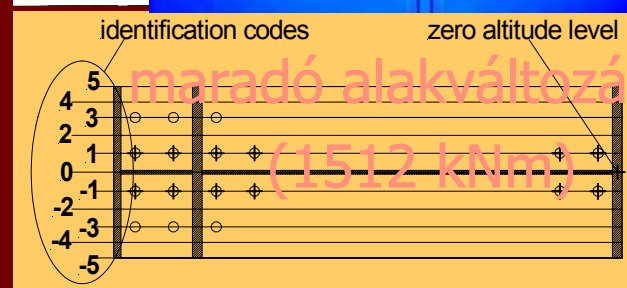 identification codes
zero altitude level
maradó alakváltozá
(1512 kNm)
5
4
3
2
1
0
-1
-2
-3
-4
-5